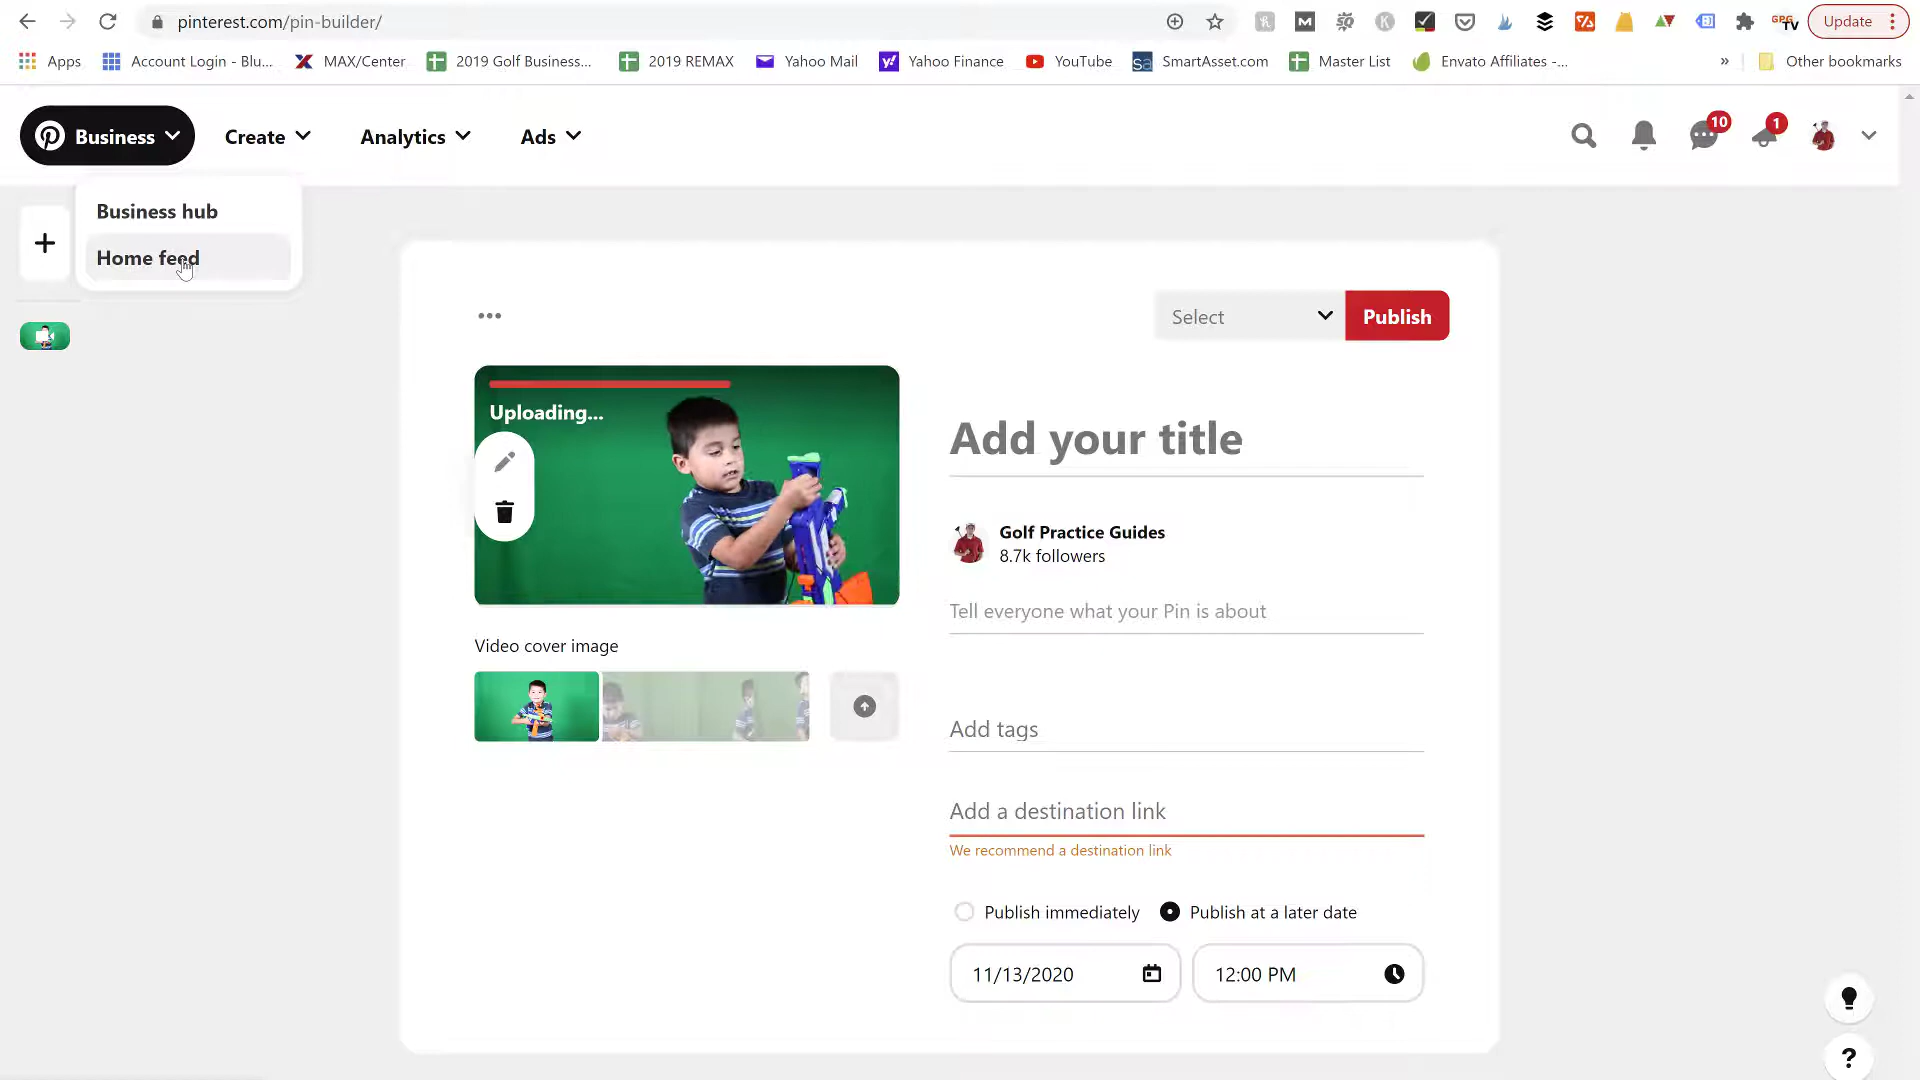 pinterest.com/pin-builder/
GPG
TV
Update
Apps
Account Login - Blu...
MAX/Center
2019 Golf Business...
2019 REMAX
Yahoo Mail
Yahoo Finance
YouTube
SmartAsset.com
Master List
Envato Affiliates -...
»
Other bookmarks
Business
Create
Analytics
Ads
10
1
Business hub
Home feed
Select
Publish
Uploading...
Add your title
Golf Practice Guides
8.7k followers
Tell everyone what your Pin is about
Video cover image
Add tags
Add a destination link
We recommend a destination link
Publish immediately
Publish at a later date
11/13/2020
12:00 PM
?